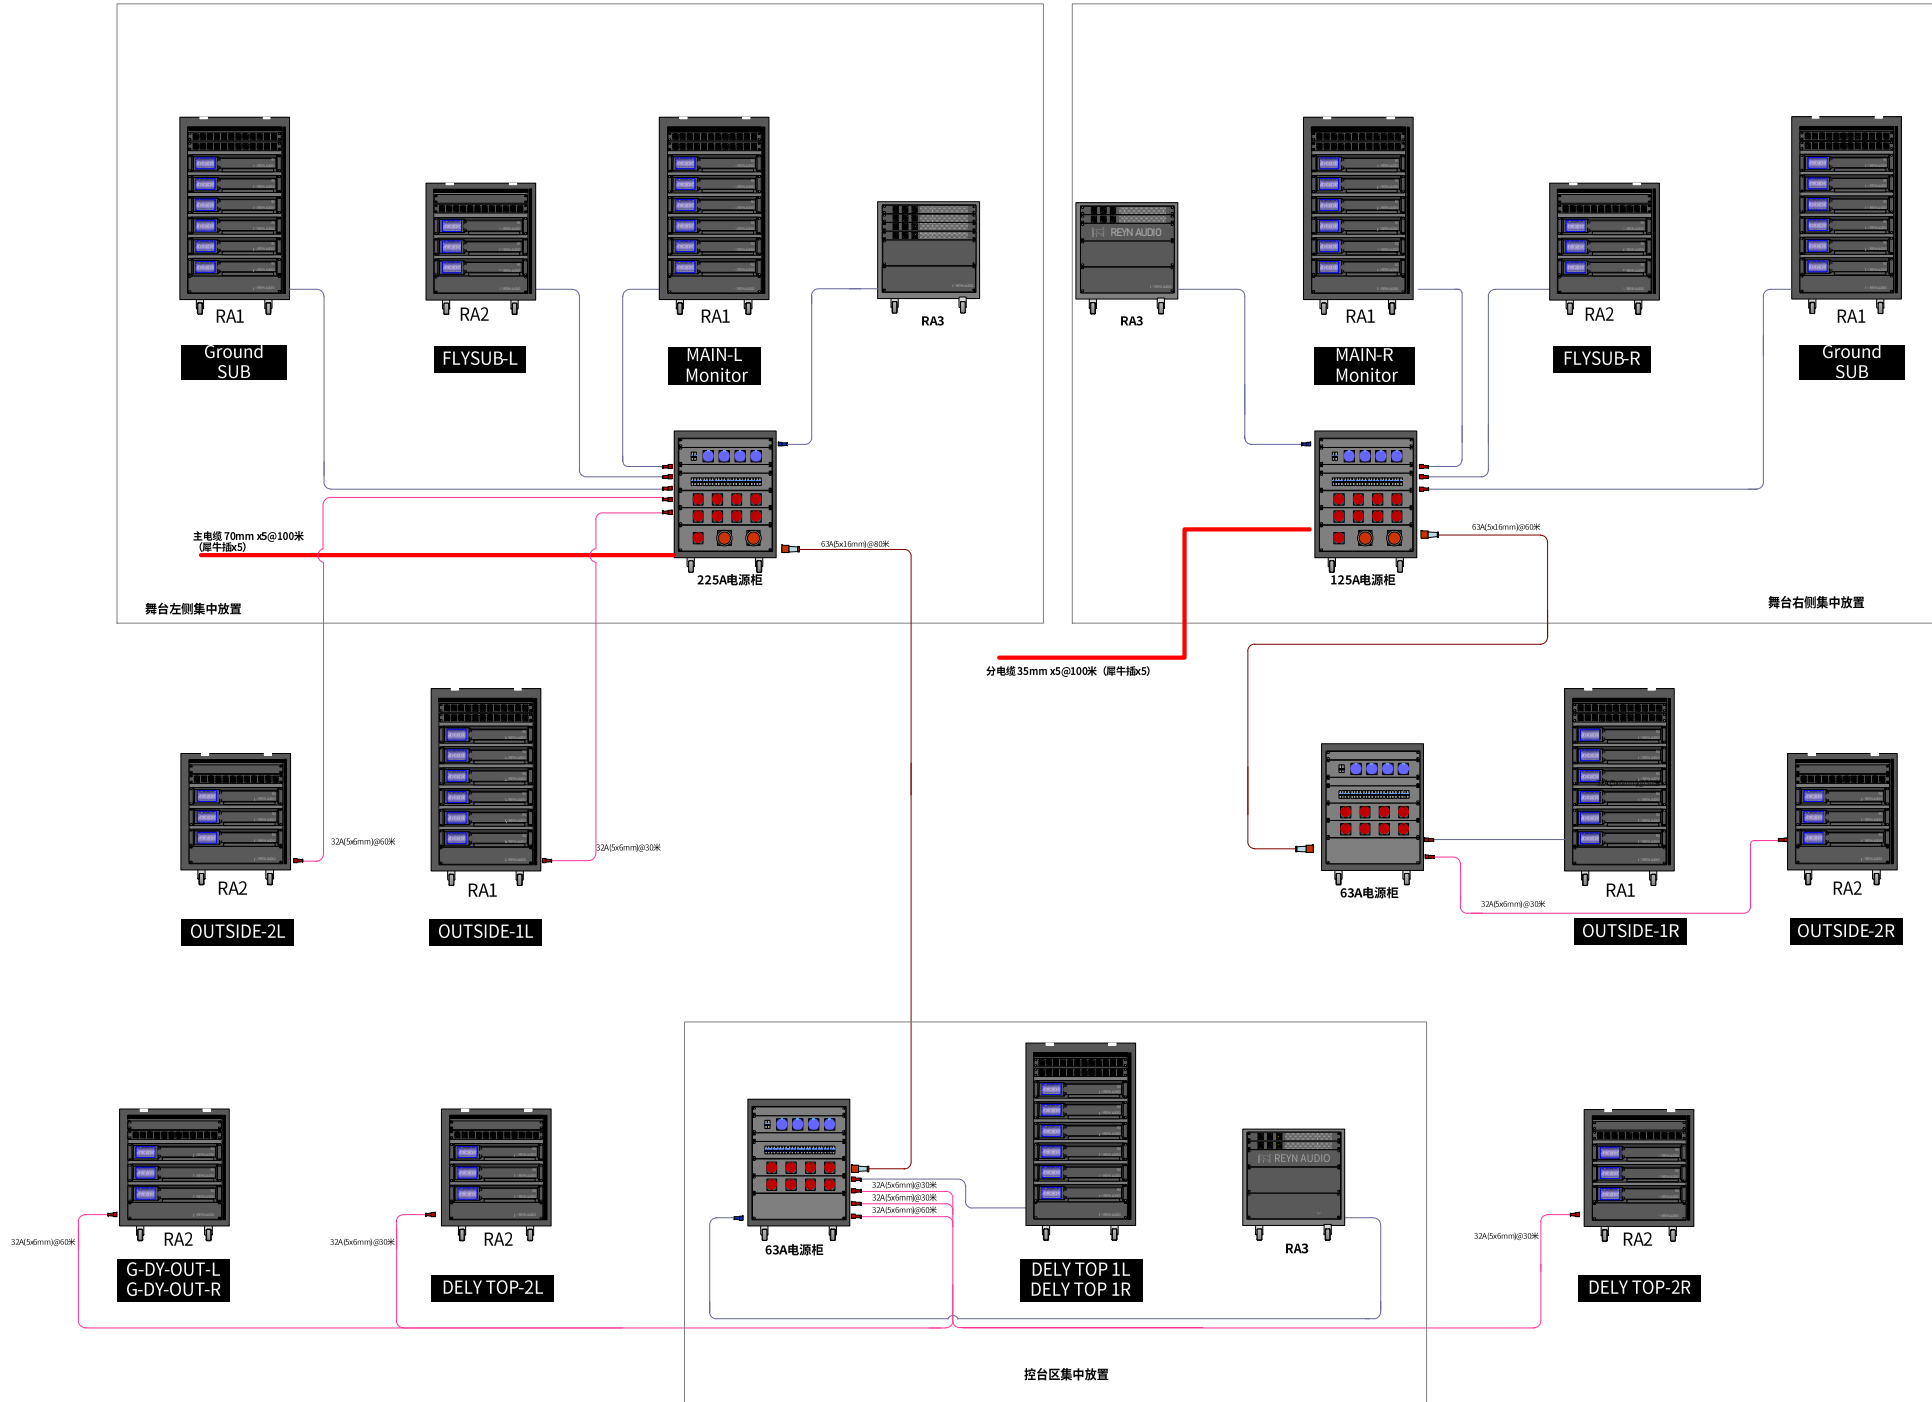 REYN AUDIO
RA1
RA2
RA1
RA3
RA3
RA1
RA2
RA1
Ground
SUB
FLYSUB-L
MAIN-L
Monitor
MAIN-R
Monitor
FLYSUB-R
Ground
SUB
主电缆 70mm x5@100米
（犀牛插x5）
63A(5x16mm)@80米
63A(5x16mm)@60米
225A电源柜
125A电源柜
舞台左侧集中放置
舞台右侧集中放置
分电缆 35mm x5@100米（犀牛插x5）
32A(5x6mm)@60米
32A(5x6mm)@30米
RA2
RA1
63A电源柜
RA1
RA2
32A(5x6mm)@30米
OUTSIDE-2L
OUTSIDE-1L
OUTSIDE-1R
OUTSIDE-2R
REYN AUDIO
32A(5x6mm)@30米
32A(5x6mm)@30米
32A(5x6mm)@60米
32A(5x6mm)@60米
RA2
32A(5x6mm)@30米
RA2
63A电源柜
RA3
32A(5x6mm)@30米
RA2
G-DY-OUT-L
G-DY-OUT-R
DELY TOP-2L
DELY TOP 1L
DELY TOP 1R
DELY TOP-2R
控台区集中放置